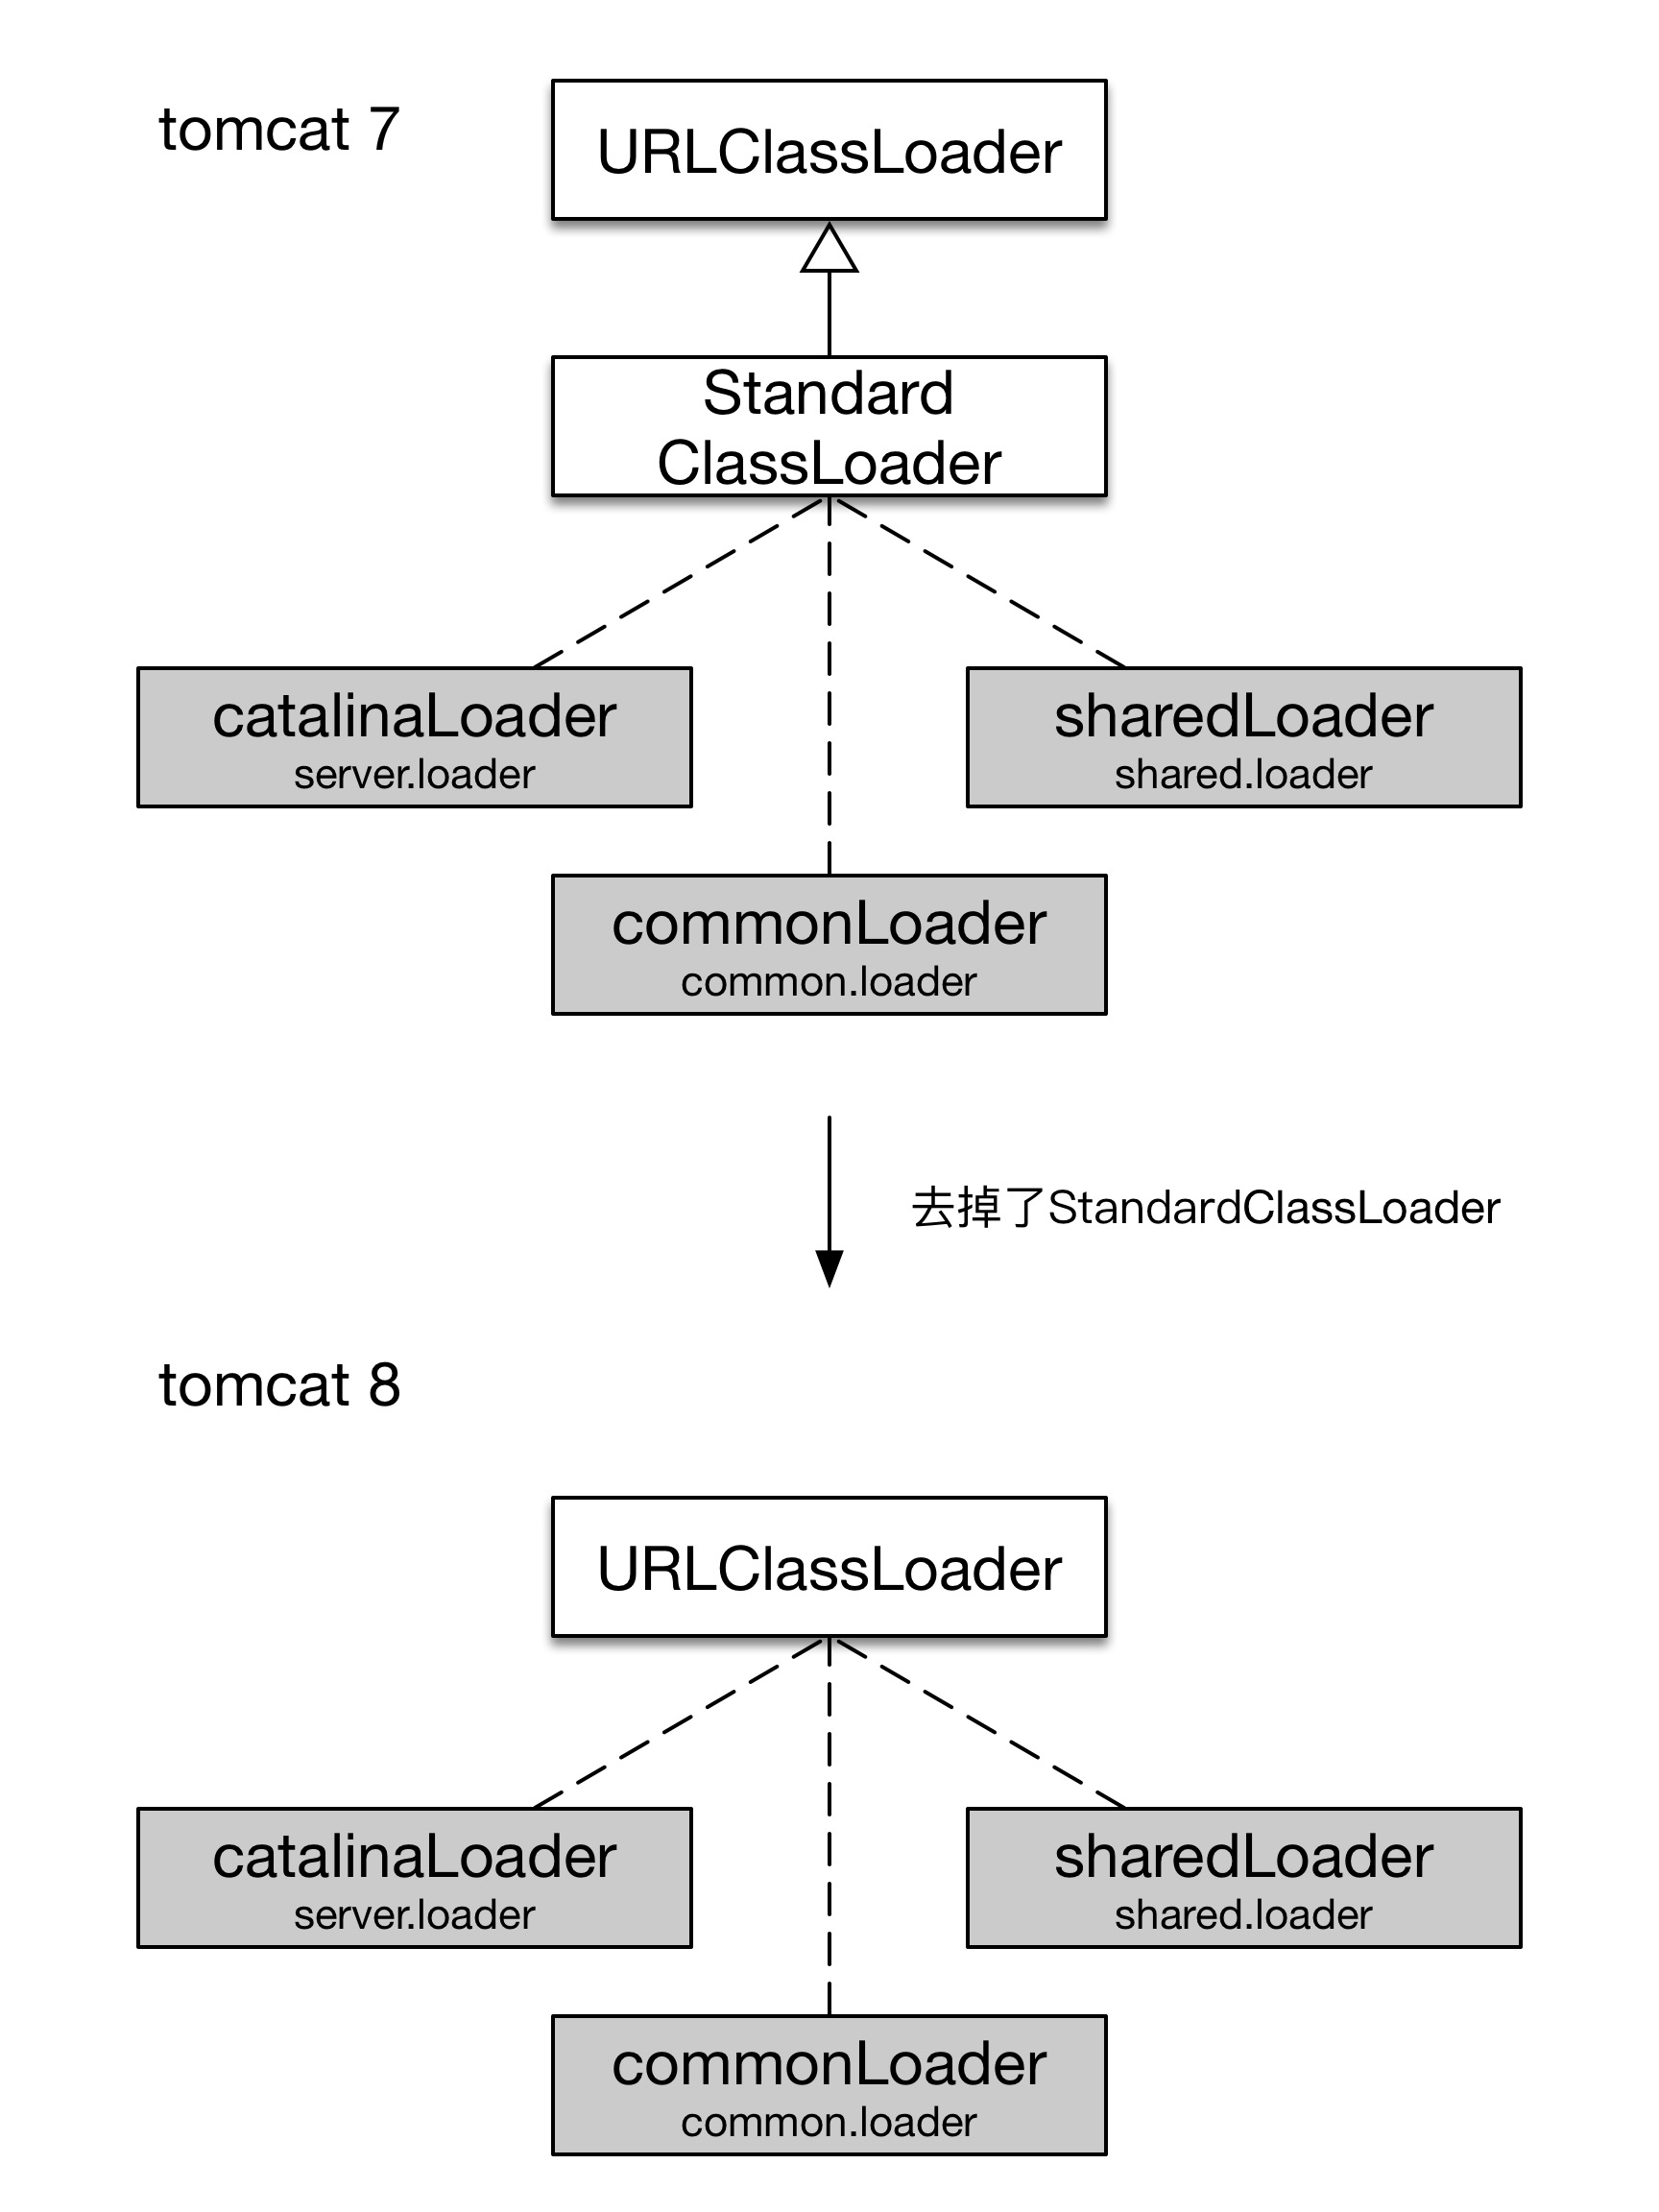 tomcat 7
URLClassLoader
Standard
ClassLoader
catalinaLoader
server.loader
sharedLoader
shared.loader
commonLoader
common.loader
去掉了StandardClassLoader
tomcat 8
URLClassLoader
catalinaLoader
server.loader
sharedLoader
shared.loader
commonLoader
common.loader